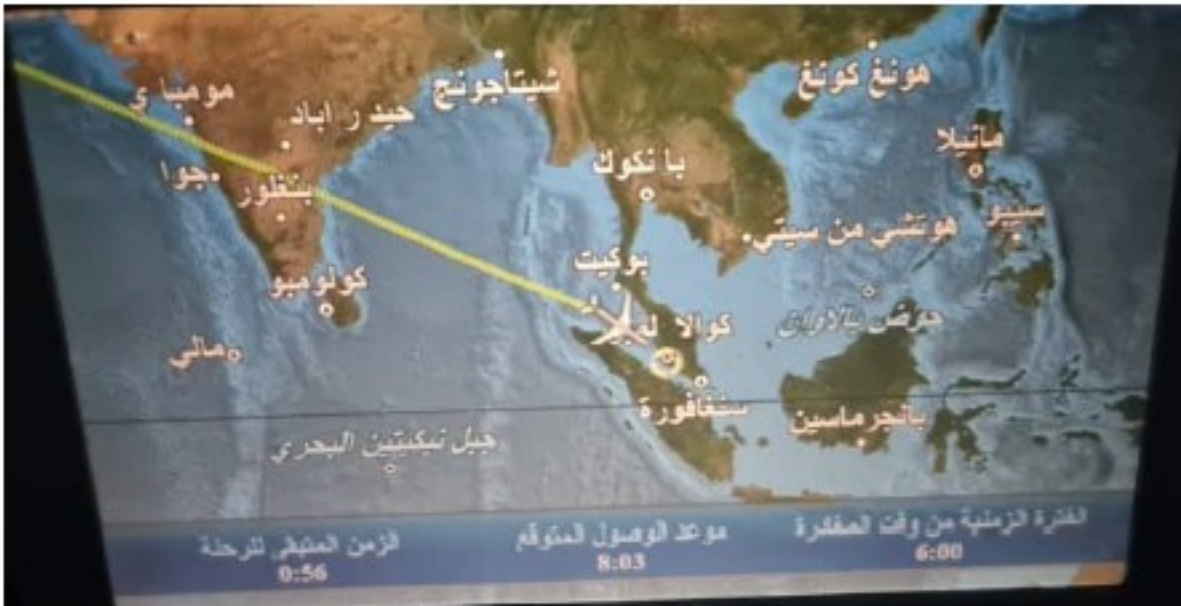 هونغ كونغ
شيتاجونج
مومباي
حيدر اباد
مانيلا
بانكوك
جوا
بنغلور
سيبو
هوتشي من سيتي
بوكيت
كولومبو
حوض بالاوان
كوالا
مالي
سنغافورة
بانجرماسين
جبل نيكيتين البحري
الفترة الزمنية من وقت المغادرة
6:00
موعد الوصول المتوقع
8:03
الزمن المتبقي للرحلة
0:56